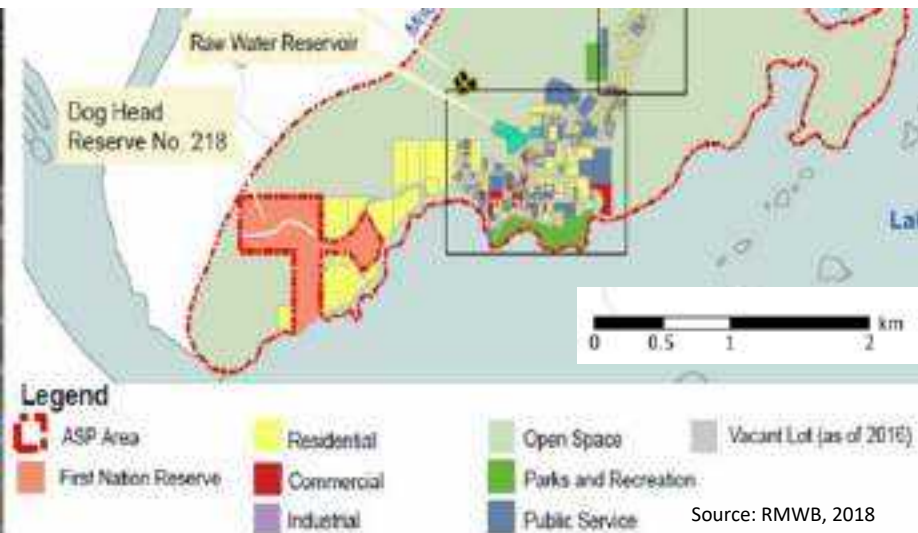 Raw Water Reservoir
Dog Head
Reserve No. 218
La
km
0
0.5
1
2
Legend
ASP Area
First Nation Reserve
Residential
Commercial
Industrial
Open Space
Parks and Recreation
Public Service
Vacant Lot (as of 2016)
Source: RMWB, 2018